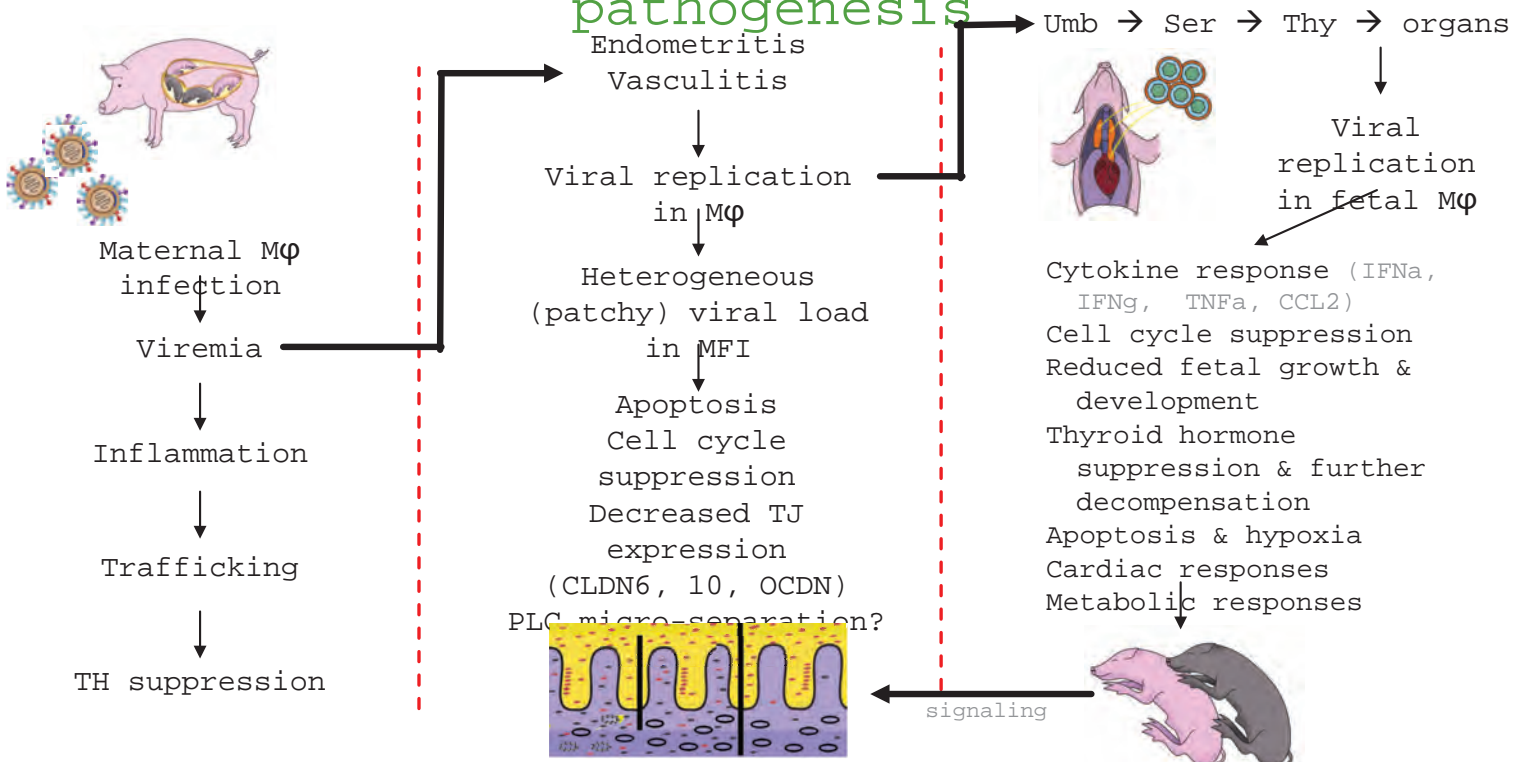 pathogenesis
Maternal Mφ
infection
Viremia
Inflammation
Trafficking
TH suppression
Endometritis
Vasculitis
Viral replication
in Mφ
Heterogeneous
(patchy) viral load
in MFI
Apoptosis
Cell cycle
suppression
Decreased TJ
expression
(CLDN6, 10, OCDN)
PLC micro-separation?
Umb → Ser → Thy → organs
Viral
replication
in fetal Mφ
Cytokine response (IFNa,
IFNg, TNFa, CCL2)
Cell cycle suppression
Reduced fetal growth &
development
Thyroid hormone
suppression & further
decompensation
Apoptosis & hypoxia
Cardiac responses
Metabolic responses
signaling